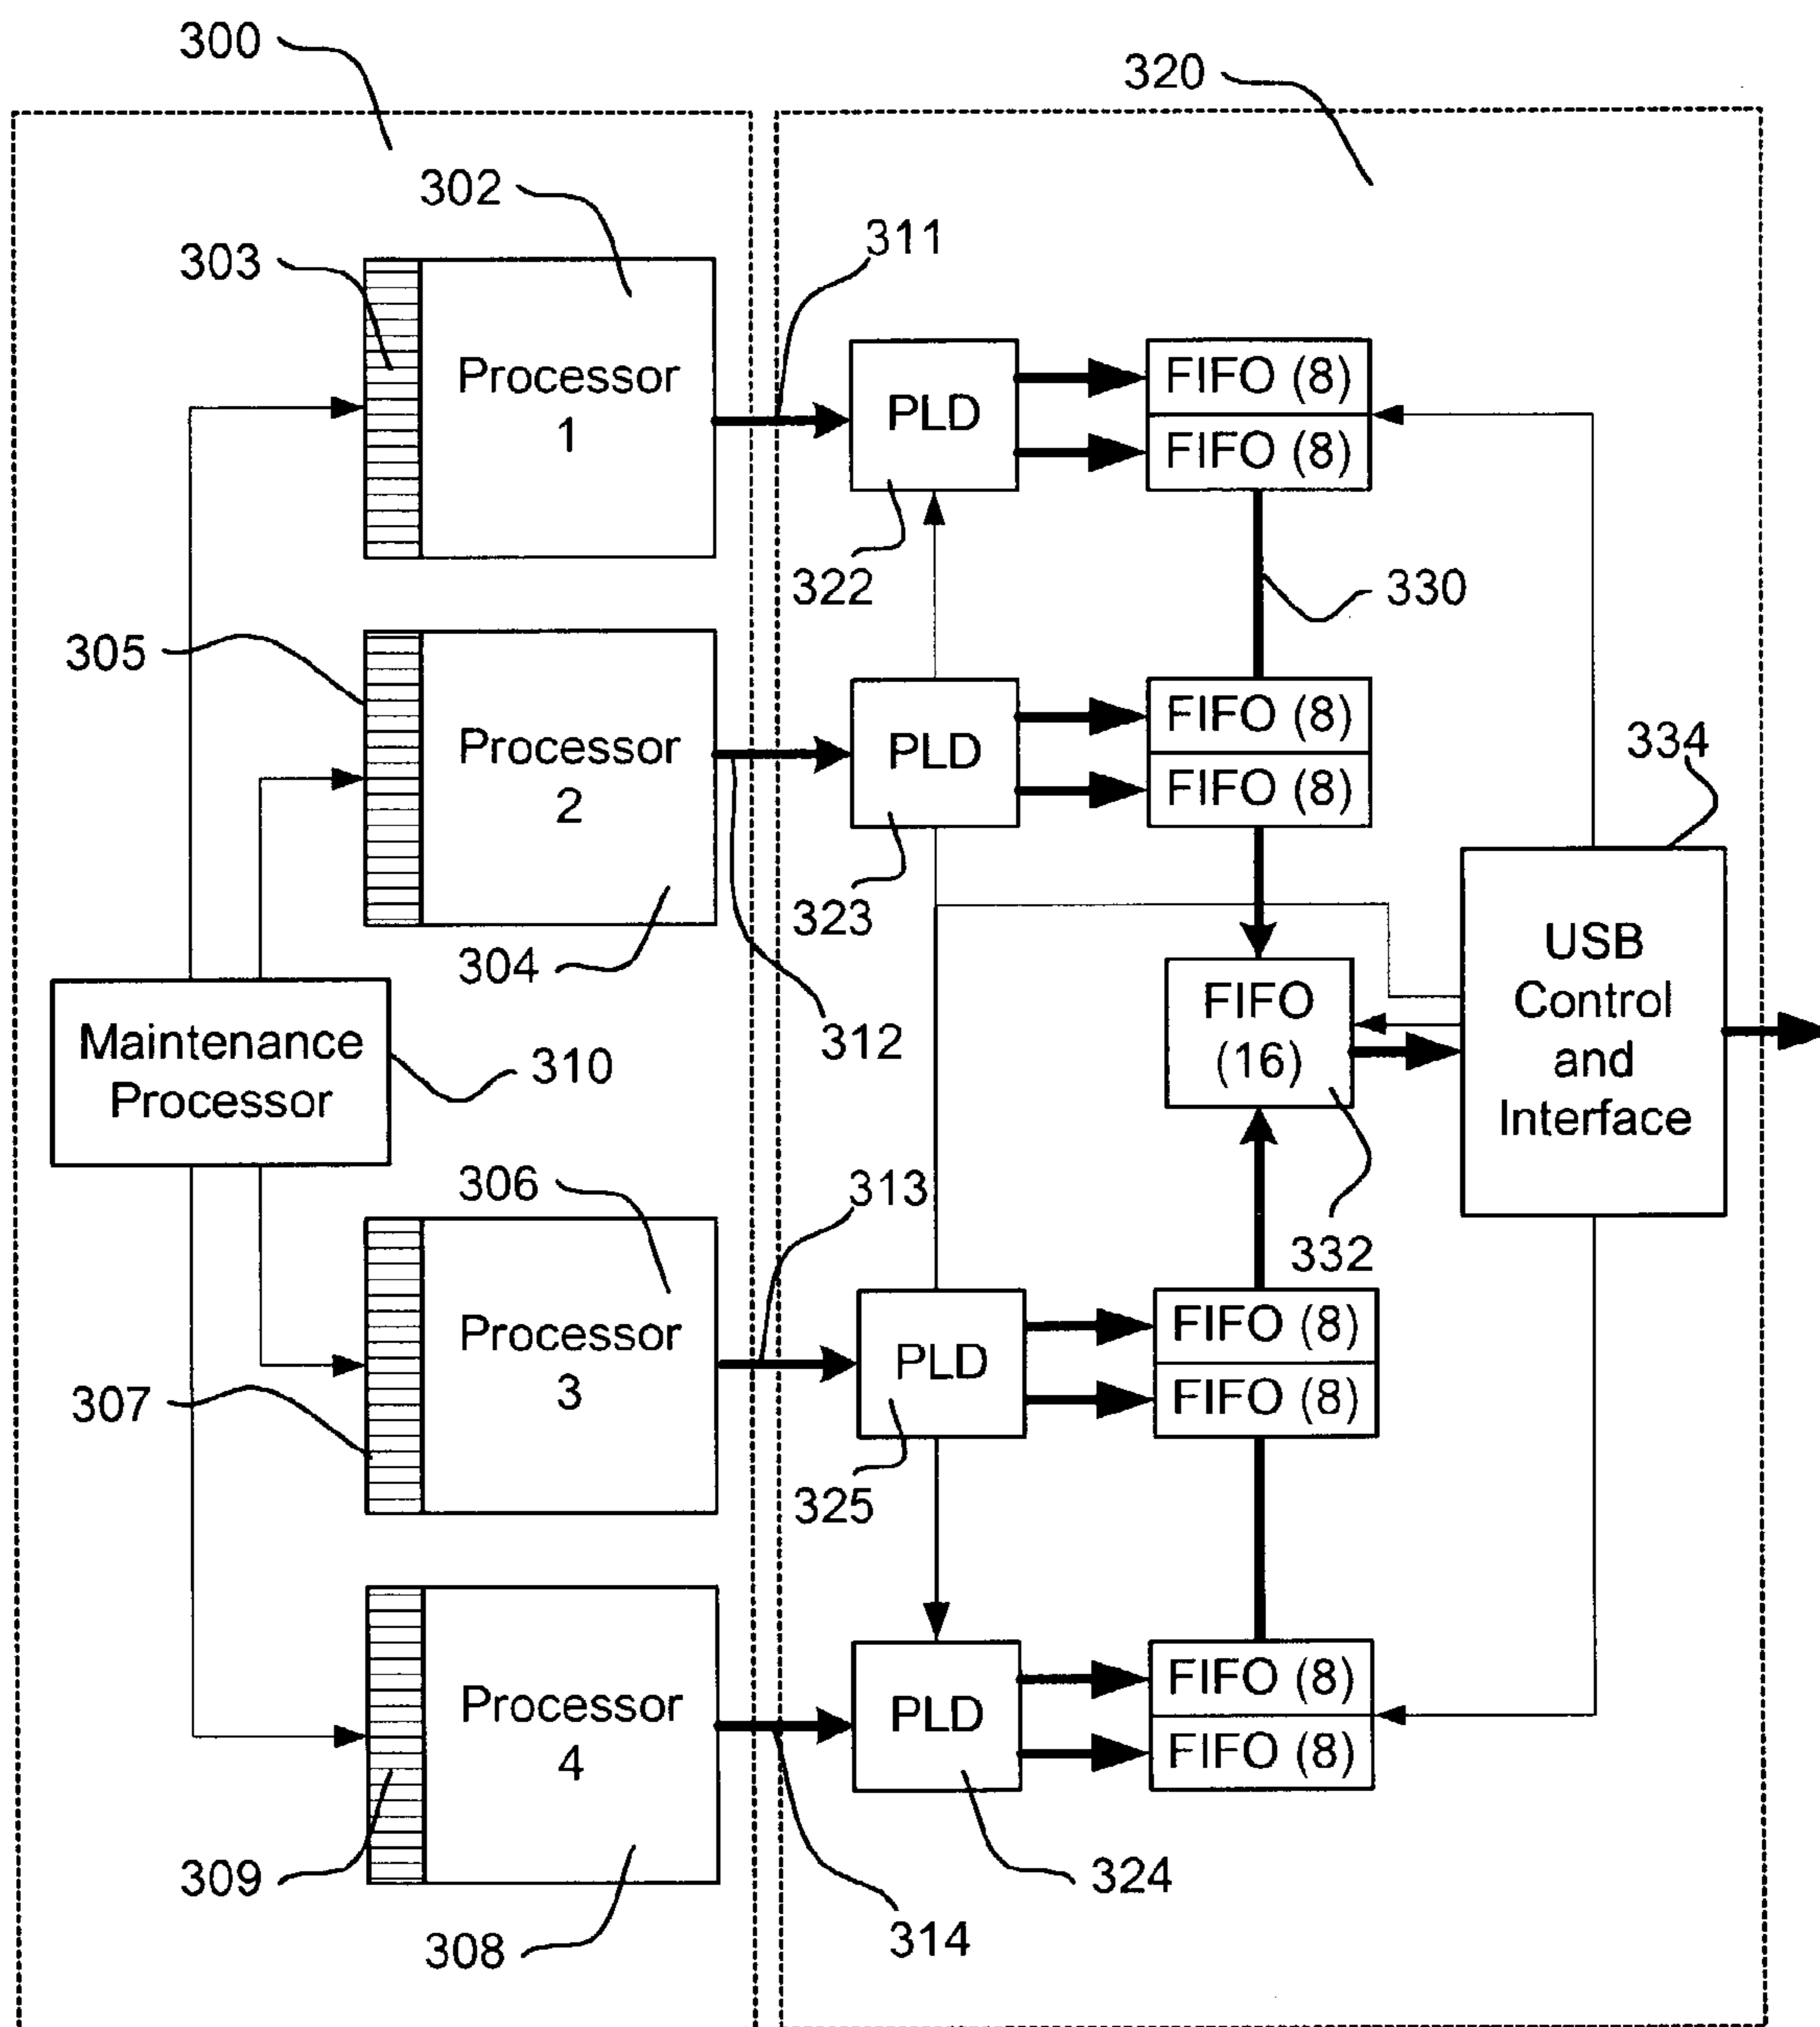 300
320
302
311
303
Processor
1
PLD
FIFO (8)
FIFO (8)
322
330
305
Processor
2
PLD
FIFO (8)
FIFO (8)
334
323
304
USB
Control
and
Interface
FIFO
(16)
Maintenance
Processor
310
312
306
313
332
Processor
3
PLD
FIFO (8)
FIFO (8)
307
325
Processor
4
PLD
FIFO (8)
FIFO (8)
309
324
308
314